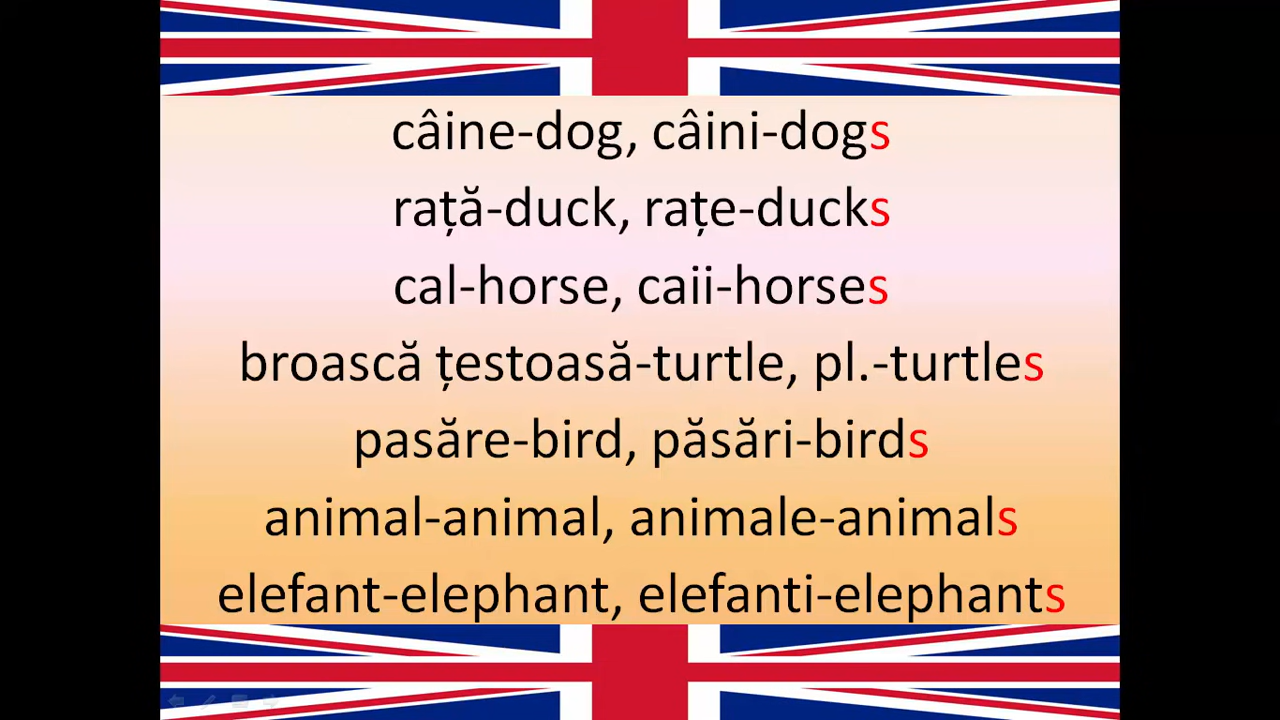 câine-dog, câini-dogs
rață-duck, rațe-ducks
cal-horse, caii-horses
broască țestoasă-turtle, pl.-turtles
pasăre-bird, păsări-birds
animal-animal, animale-animals
elefant-elephant, elefanti-elephants